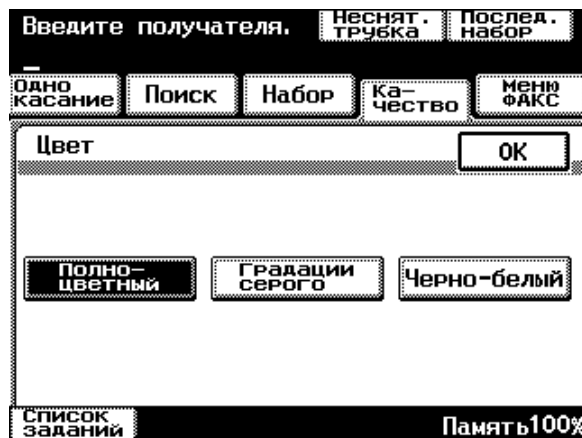 Введите получателя.
Неснят. трубка
Послед. набор
Одно касание
Поиск
Набор
Ка- чество
Меню ФАКС
Цвет
OK
Полно- цветный
Градации серого
Черно-белый
Список заданий
Память100%